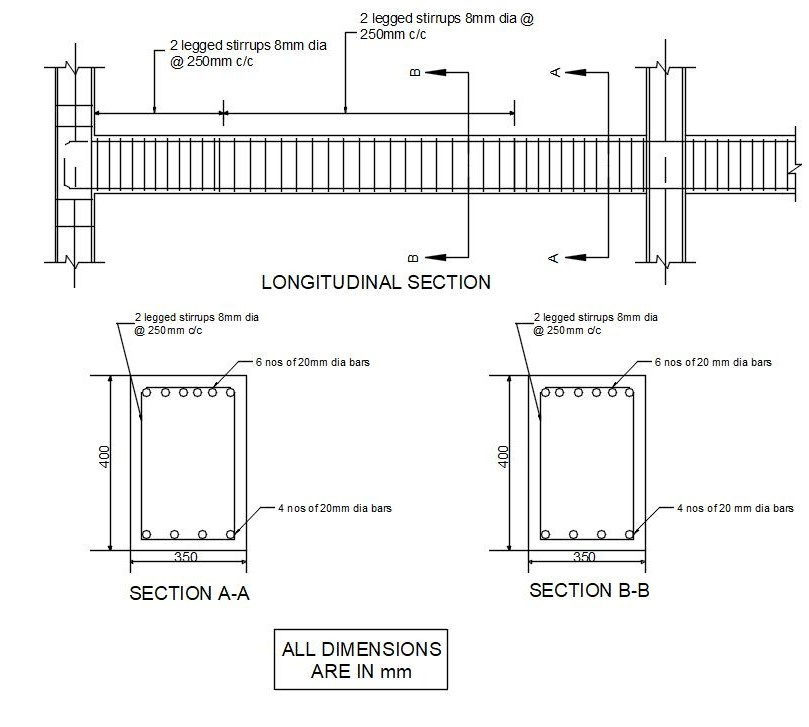 2 legged stirrups 8mm dia @
250mm c/c
2 legged stirrups 8mm dia
@ 250mm c/c
B
A
B
A
LONGITUDINAL SECTION
2 legged stirrups 8mm dia
@ 250mm c/c
6 nos of 20mm dia bars
400
4 nos of 20mm dia bars
350
SECTION A-A
2 legged stirrups 8mm dia
@ 250mm c/c
6 nos of 20 mm dia bars
400
4 nos of 20 mm dia bars
350
SECTION B-B
ALL DIMENSIONS
ARE IN mm